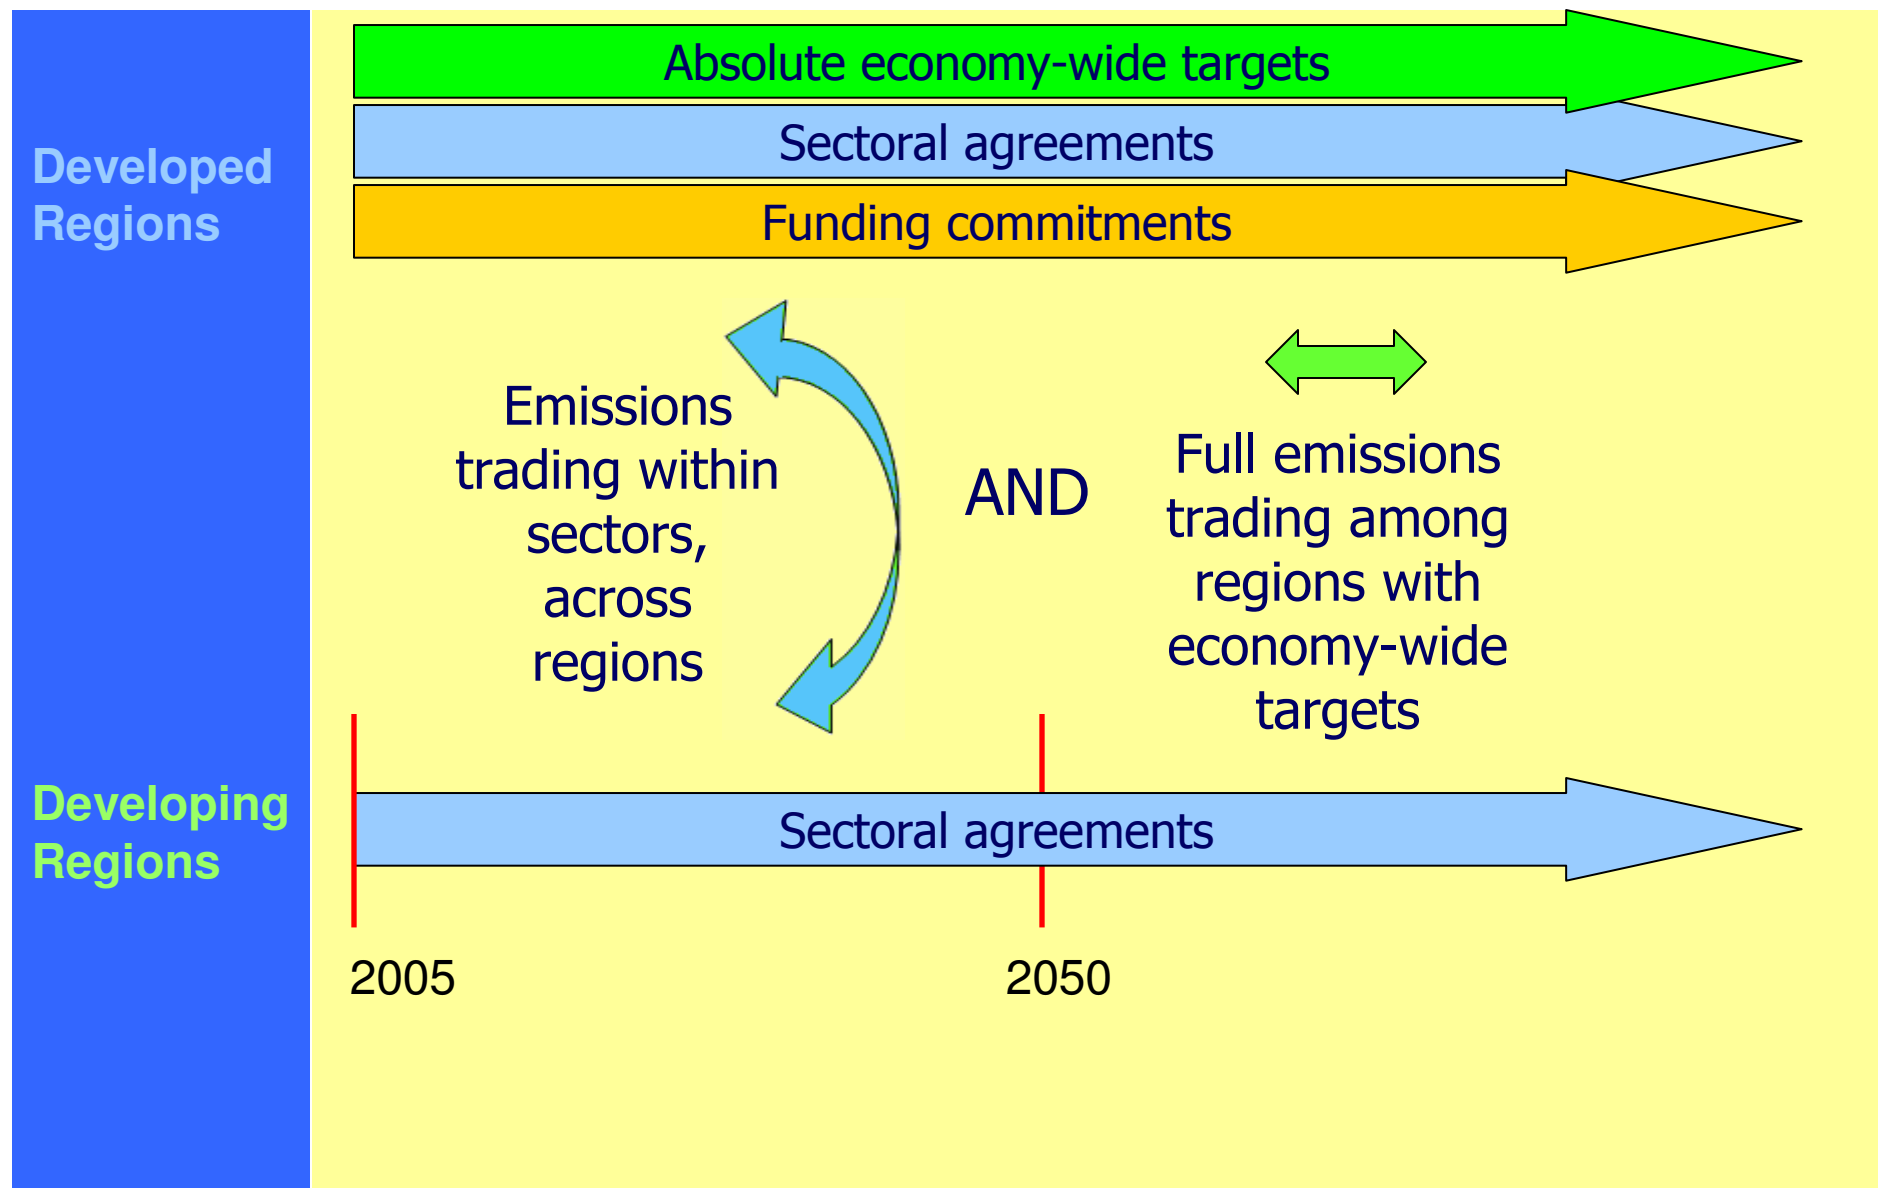 Absolute economy-wide targets
Sectoral agreements
Funding commitments
Developed
Regions
Emissions
trading within
sectors,
across
regions
AND
Full emissions
trading among
regions with
economy-wide
targets
Developing
Regions
Sectoral agreements
2005
2050